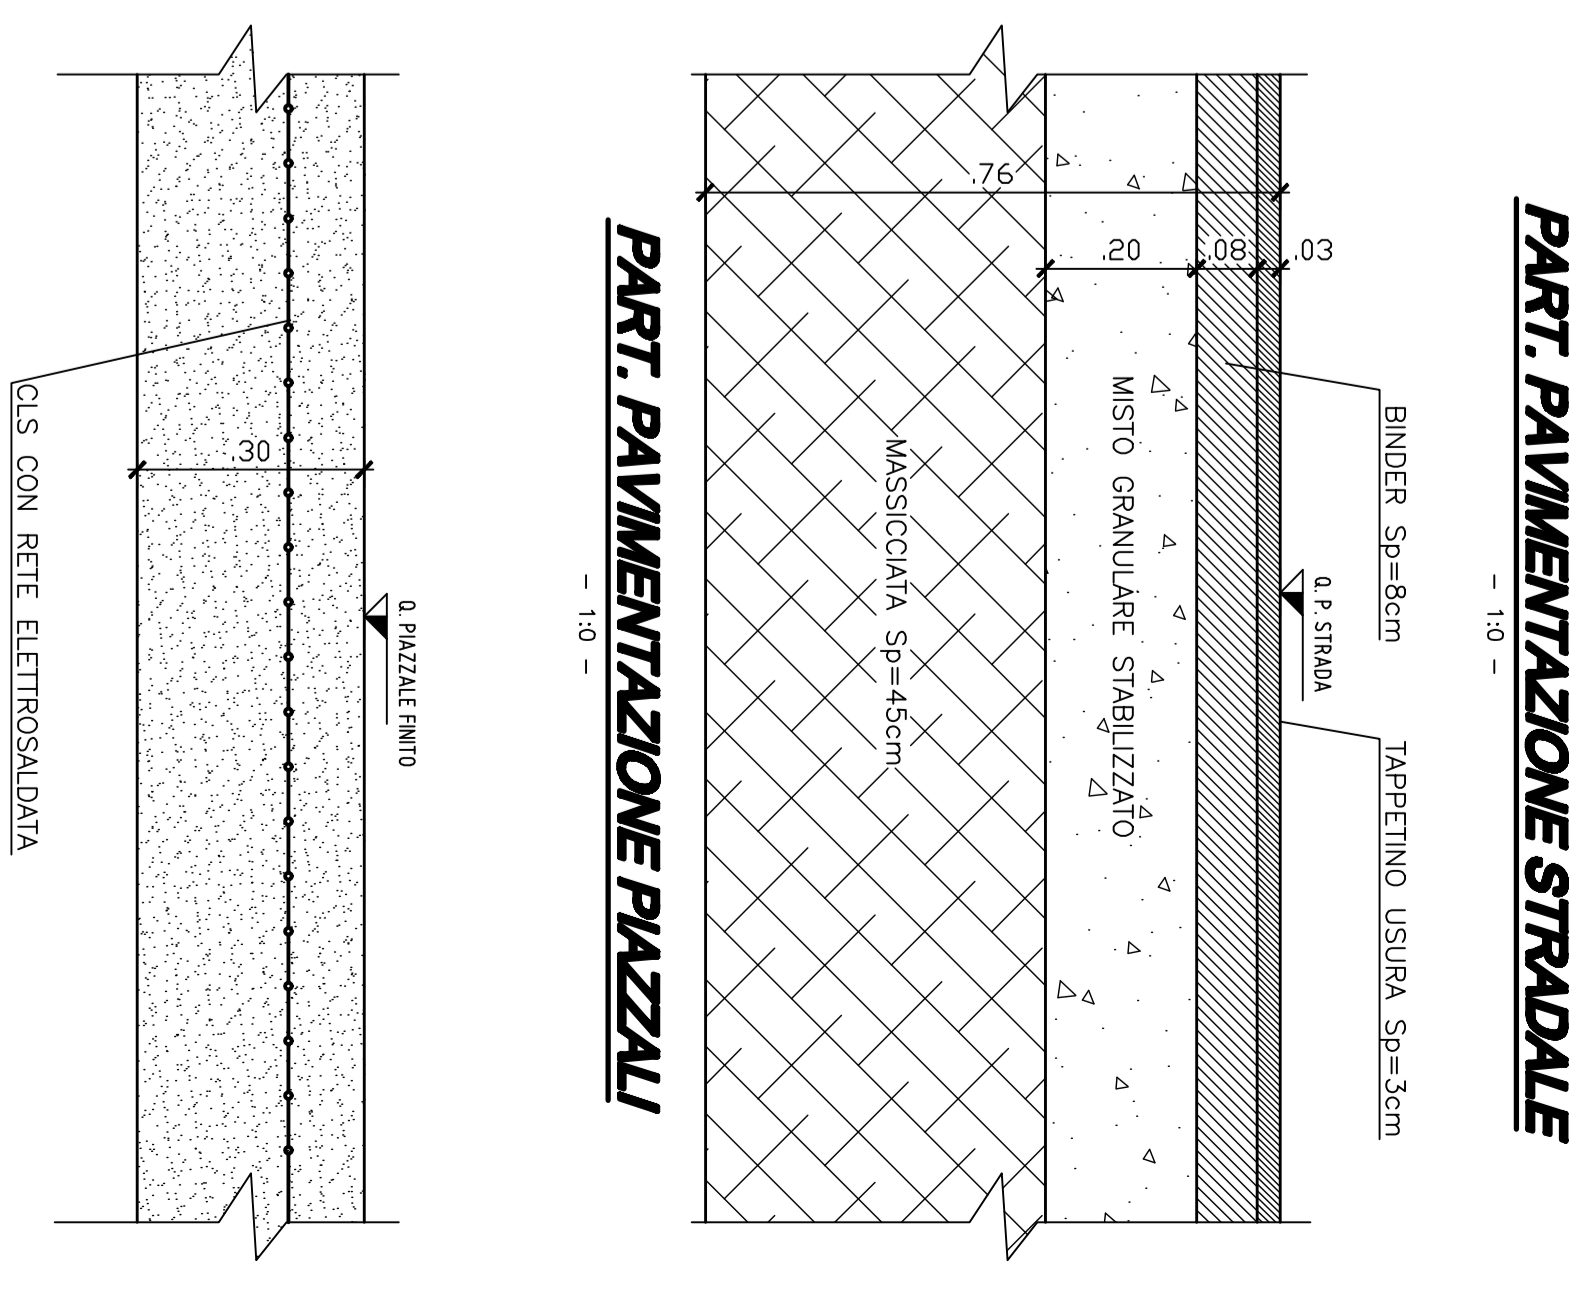 PART. PAVIMENTAZIONE STRADALE
- 1:0 -
BINDER Sp=8cm
TAPPETINO USURA Sp=3cm
Q. P. STRADA
.03
.08
.20
.76
MISTO GRANULARE STABILIZZATO
MASSICCIATA Sp=45cm
PART. PAVIMENTAZIONE PIAZZALI
- 1:0 -
Q. PIAZZALE FINITO
.30
CLS CON RETE ELETTROSALDATA